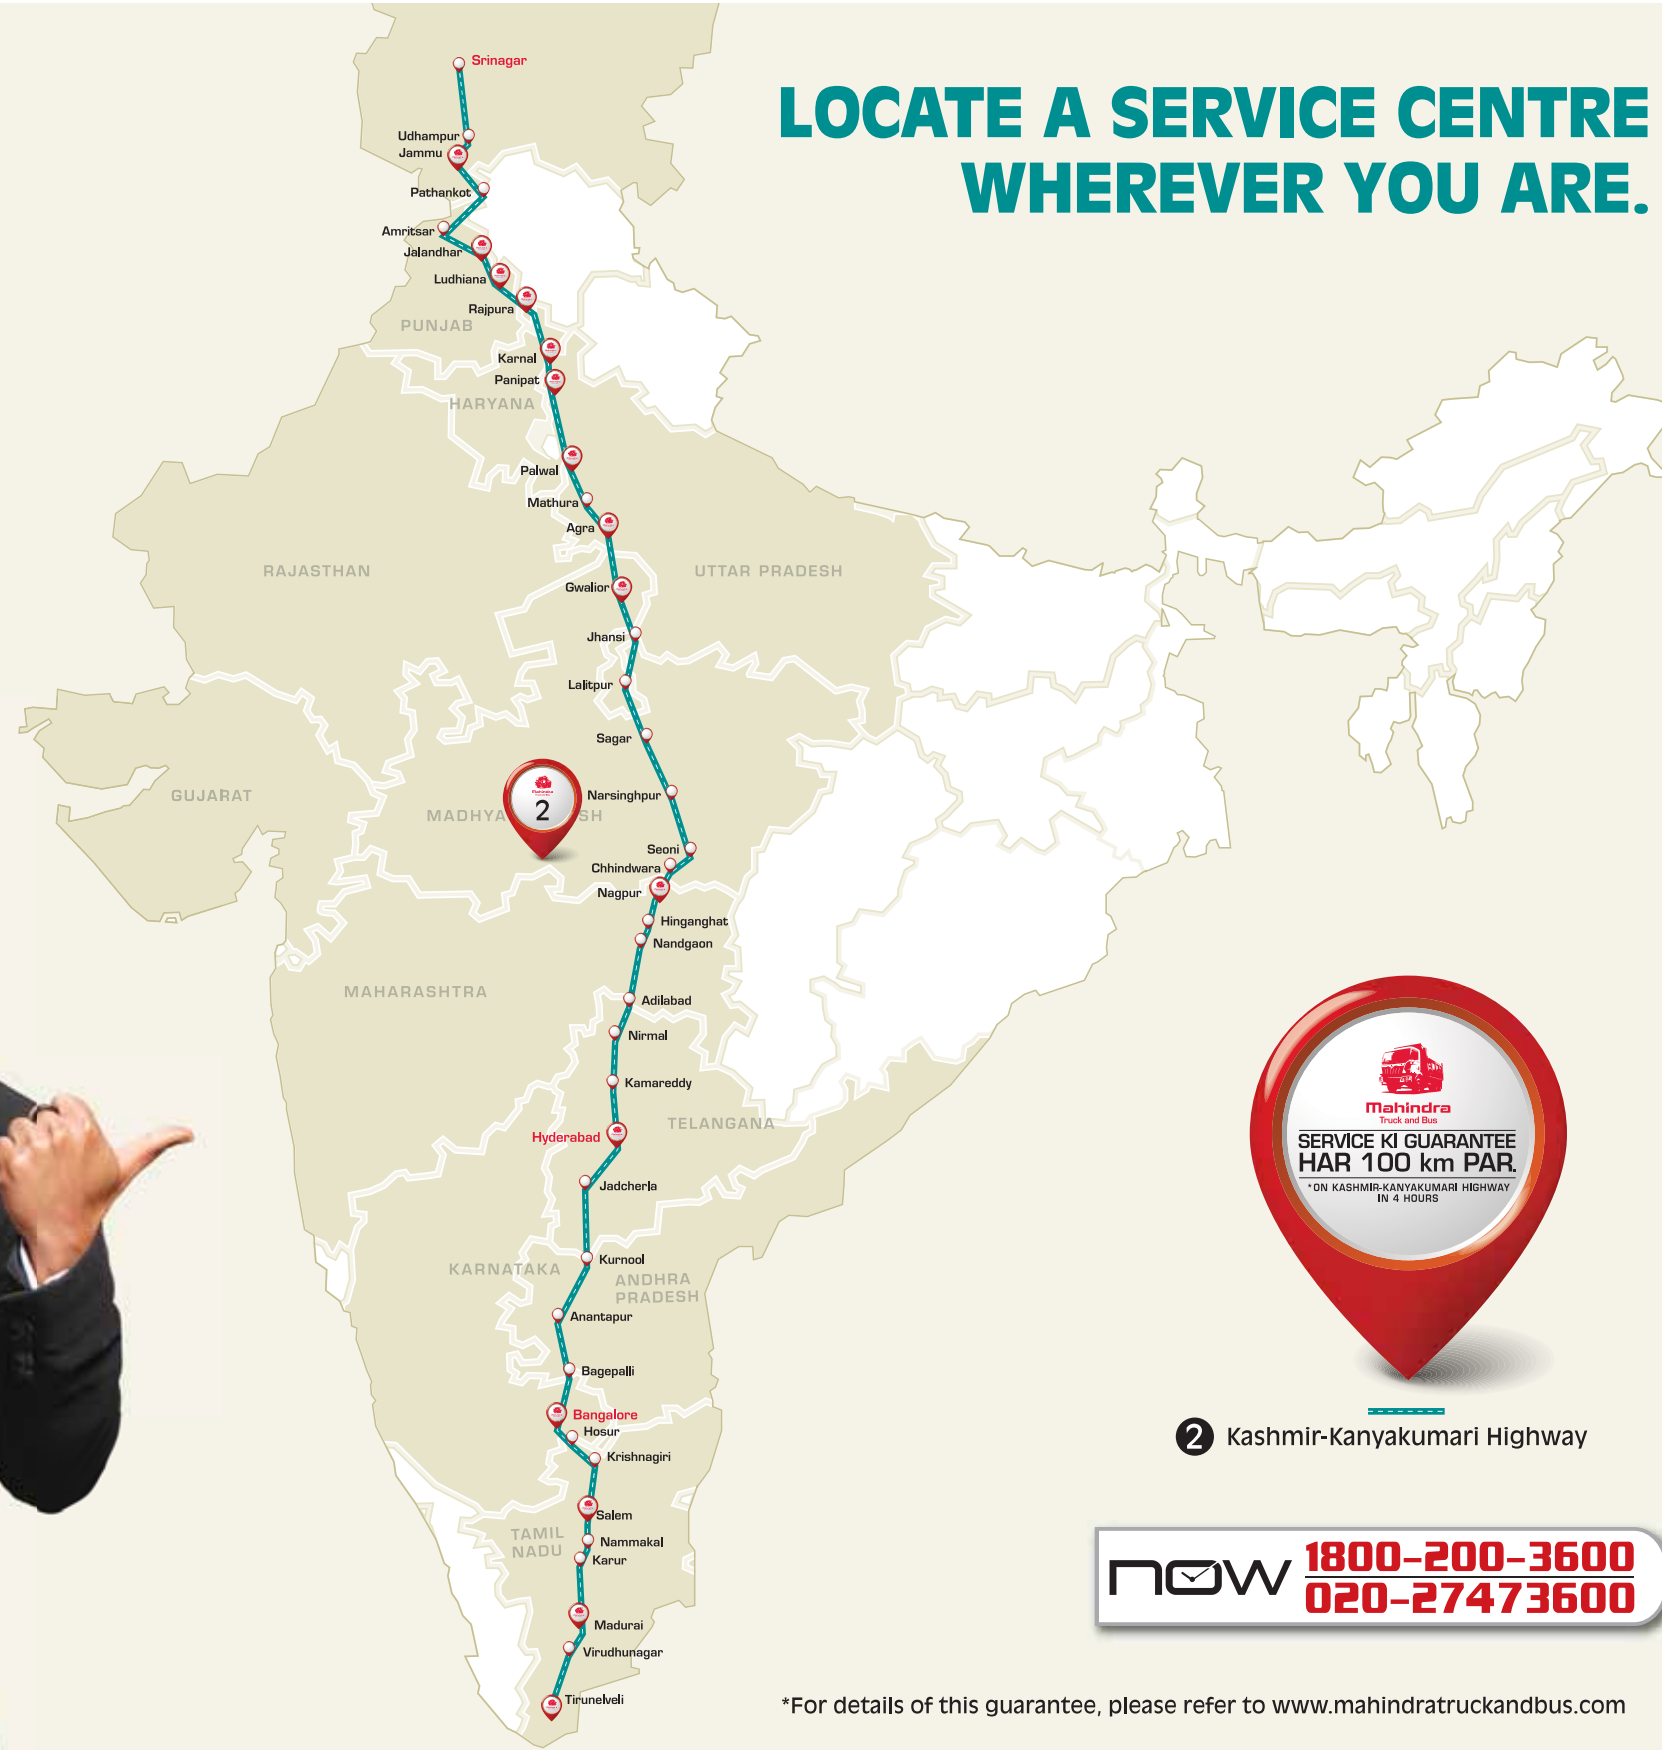 LOCATE A SERVICE CENTRE
WHEREVER YOU ARE.
Srinagar
Udhampur
Jammu
Pathankot
Amritsar
Jalandhar
Ludhiana
Rajpura
PUNJAB
Karnal
Panipat
HARYANA
Palwal
Mathura
Agra
RAJASTHAN
UTTAR PRADESH
Gwalior
Jhansi
Lalitpur
Sagar
Narsinghpur
GUJARAT
Mahindra
2
MADHYA
SH
Seoni
Chhindwara
Nagpur
Hinganghat
Nandgaon
MAHARASHTRA
Adilabad
Nirmal
Kamareddy
TELANGANA
Hyderabad
Jadcherla
Kurnool
KARNATAKA
ANDHRA
PRADESH
Anantapur
Bagepalli
Bangalore
Hosur
Krishnagiri
Salem
TAMIL
NADU
Nammakal
Karur
Madurai
Virudhunagar
Tirunelveli
Mahindra
Truck and Bus
SERVICE KI GUARANTEE
HAR 100 km PAR.
*ON KASHMIR-KANYAKUMARI HIGHWAY
IN 4 HOURS
2 Kashmir-Kanyakumari Highway
NOW
1800-200-3600
020-27473600
*For details of this guarantee, please refer to www.mahindratruckandbus.com